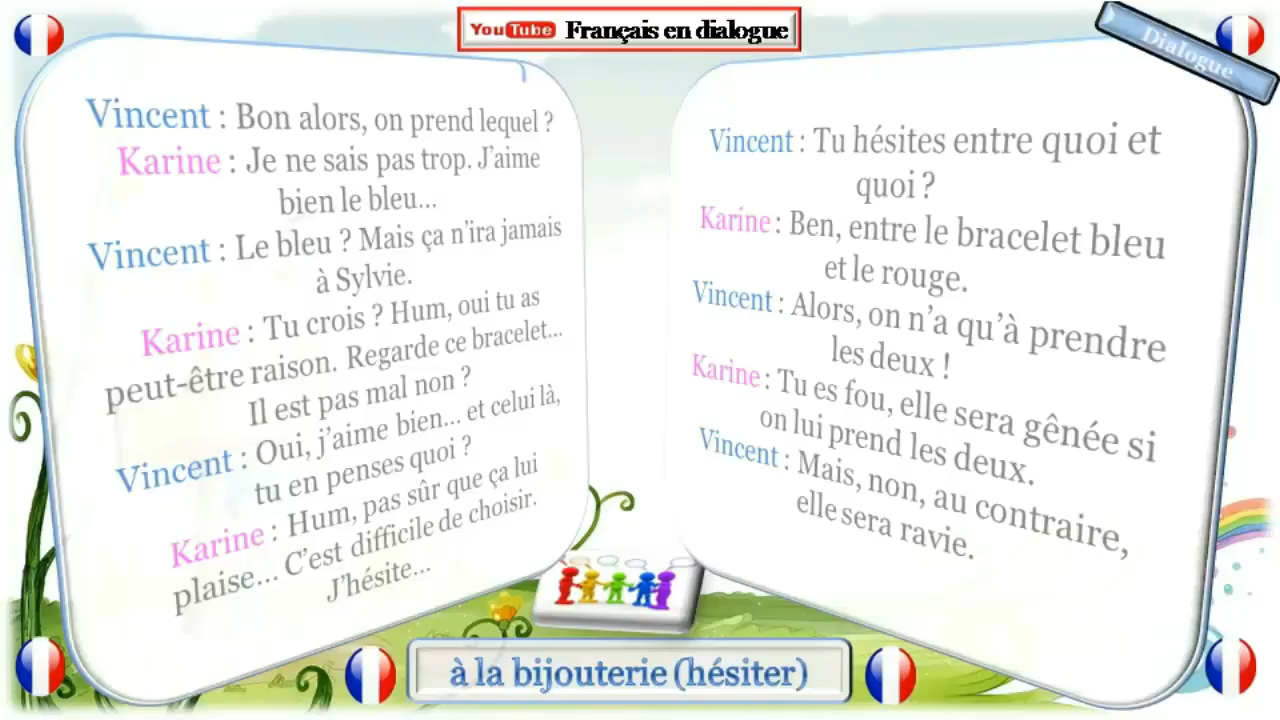 YouTube Français en dialogue
Dialogue
Vincent : Bon alors, on prend lequel ?
Karine : Je ne sais pas trop. J'aime
bien le bleu...
Vincent : Le bleu ? Mais ça n'ira jamais
à Sylvie.
Karine : Tu crois ? Hum, oui tu as
peut-être raison. Regarde ce bracelet...
Il est pas mal non ?
Vincent : Oui, j'aime bien... et celui là,
tu en penses quoi ?
Karine : Hum, pas sûr que ça lui
plaise... C'est difficile de choisir.
J'hésite...
Vincent : Tu hésites entre quoi et
quoi ?
Karine : Ben, entre le bracelet bleu
et le rouge.
Vincent : Alors, on n'a qu'à prendre
les deux !
Karine : Tu es fou, elle sera gênée si
on lui prend les deux.
Vincent : Mais, non, au contraire,
elle sera ravie.
à la bijouterie (hésiter)